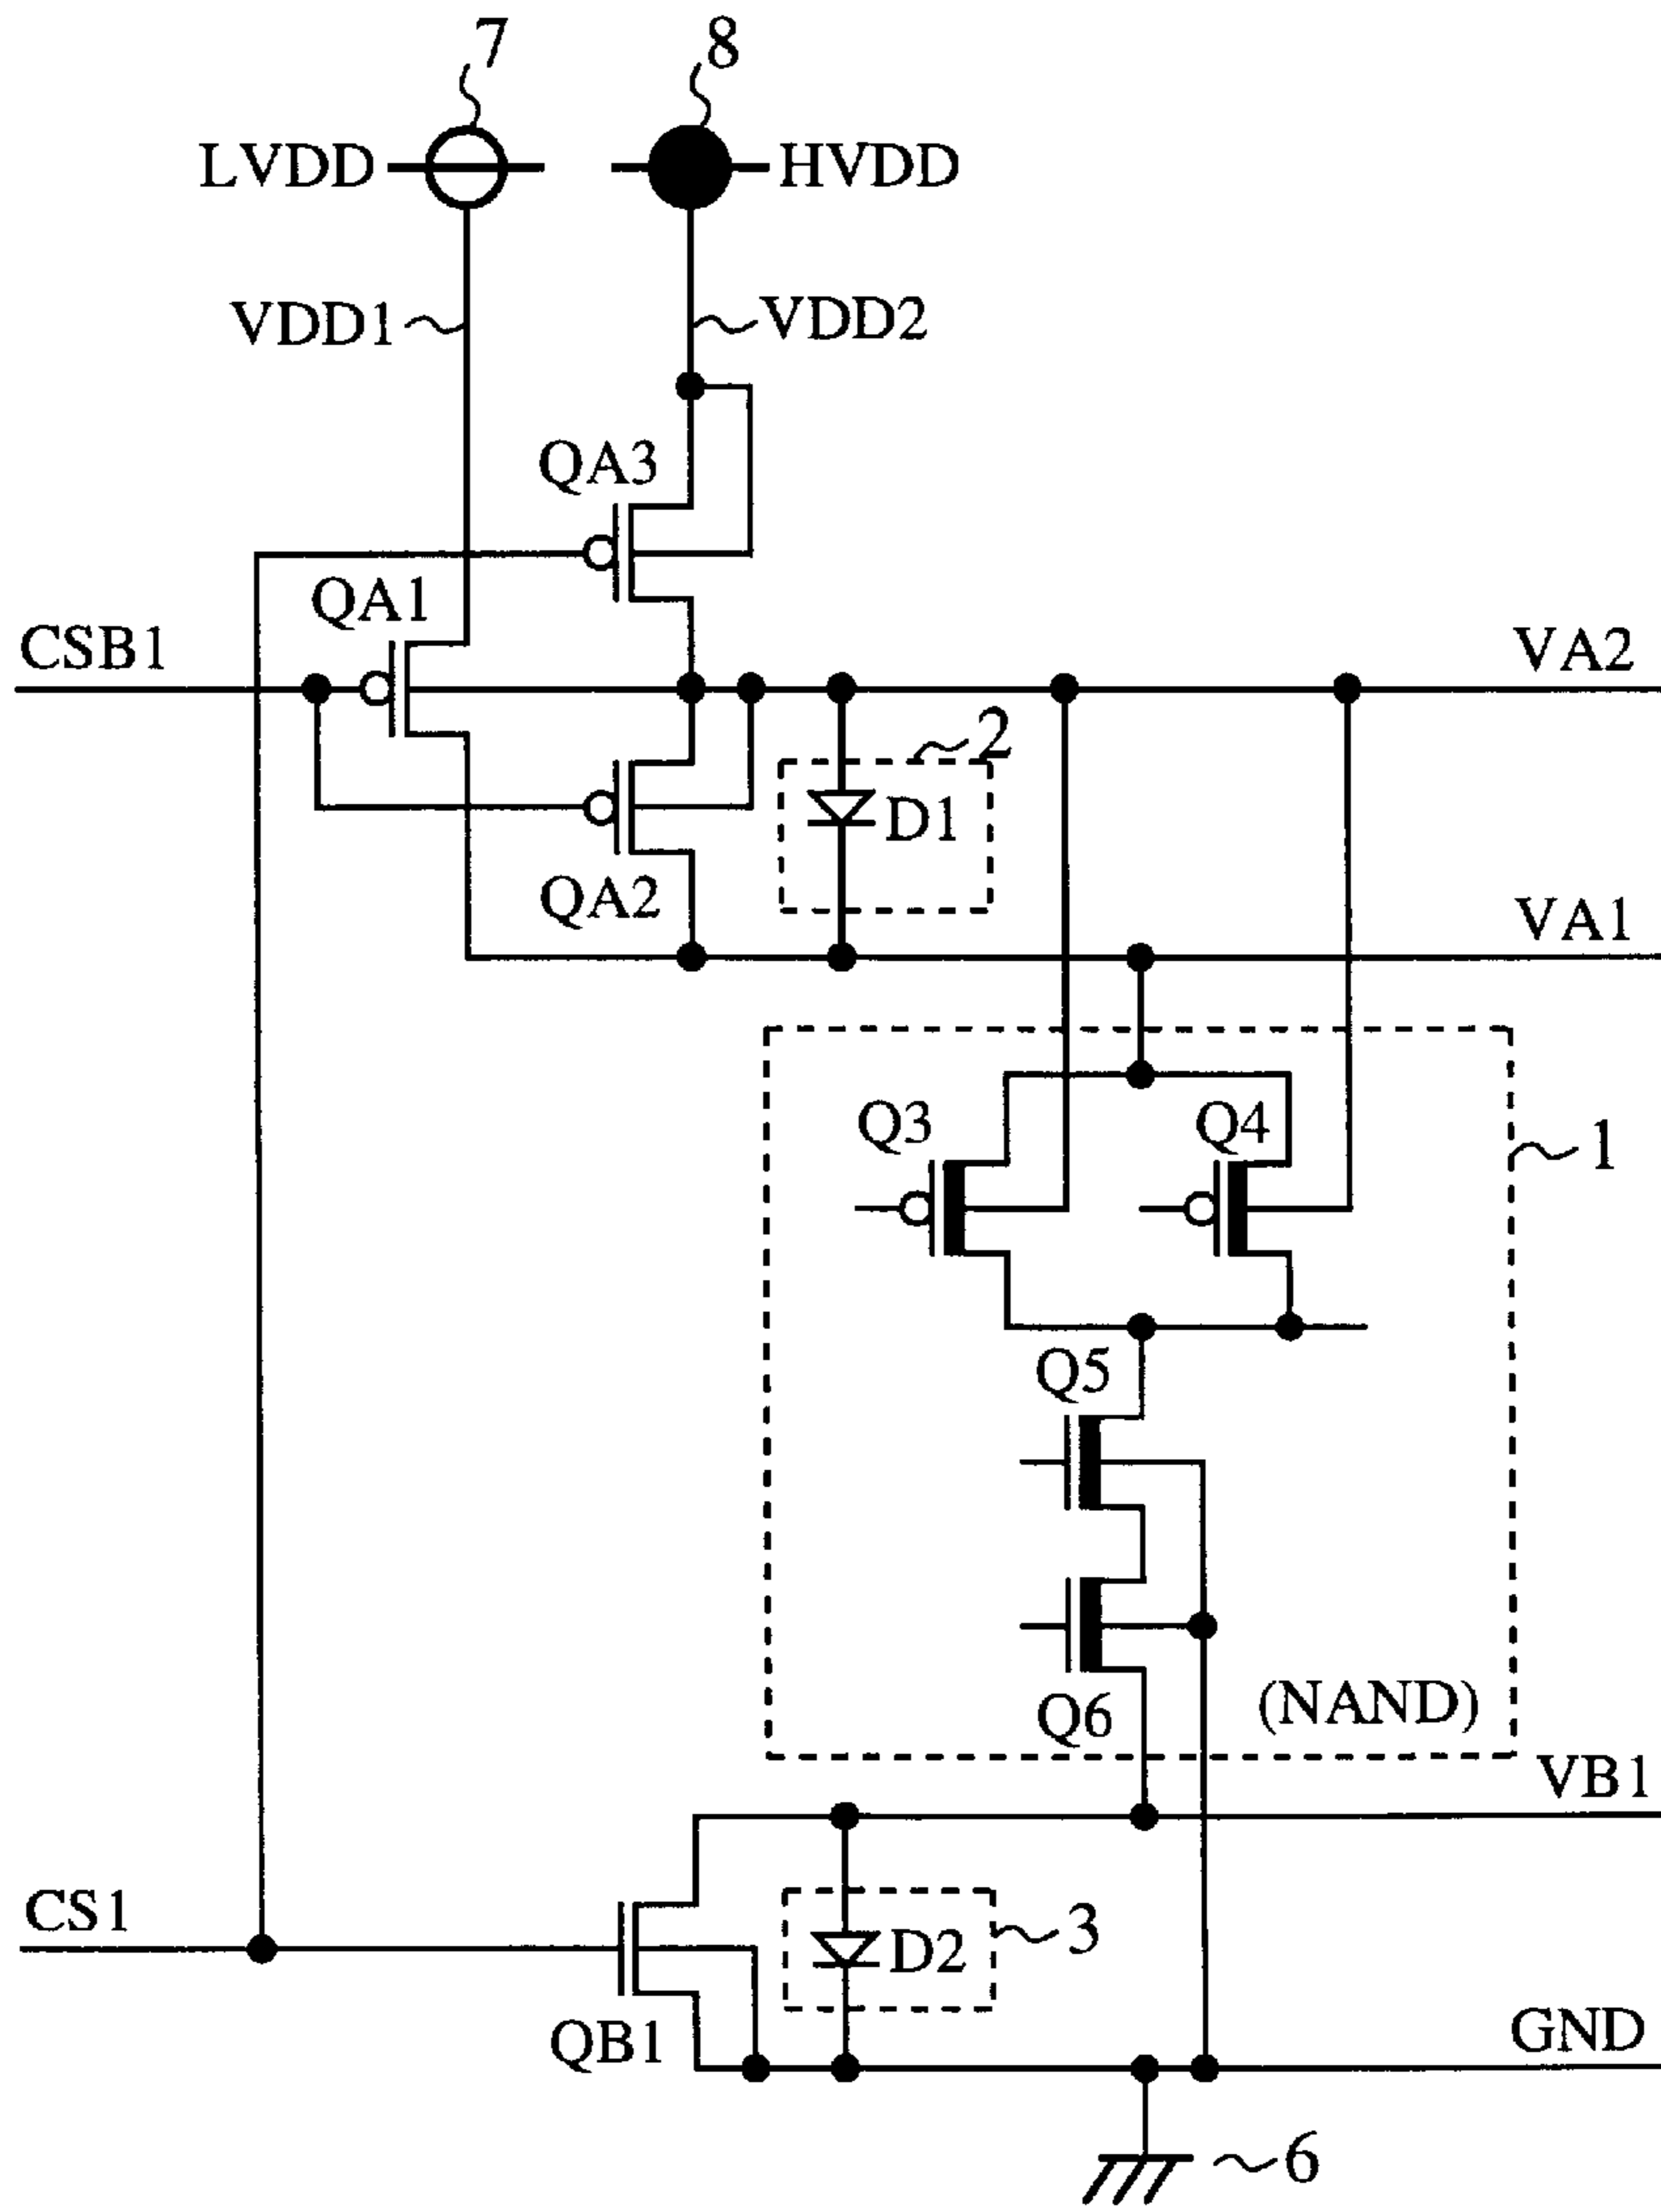 7
8
LVDD
HVDD
VDD1
VDD2
QA3
QA1
CSB1
VA2
2
D1
QA2
VA1
Q3
Q4
1
Q5
Q6
(NAND)
VB1
CS1
D2
3
QB1
GND
6